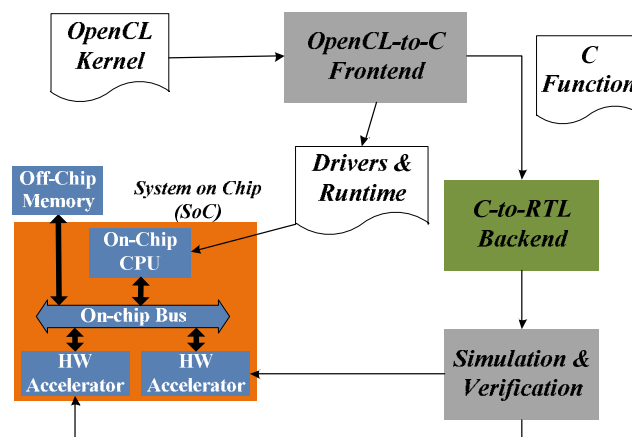 OpenCL
Kernel
OpenCL-to-C
Frontend
C
Function
Drivers &
Runtime
System on Chip
(SoC)
Off-Chip
Memory
On-Chip
CPU
C-to-RTL
Backend
On-chip Bus
HW
Accelerator
HW
Accelerator
Simulation &
Verification